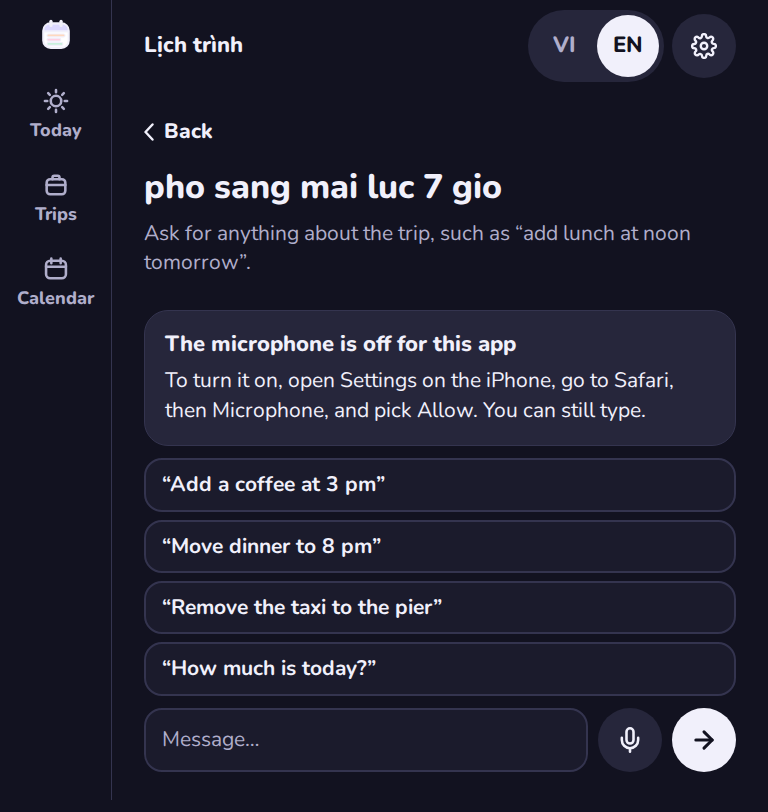 Lịch trình
VI
EN
Today
Trips
Calendar
Back
pho sang mai luc 7 gio
Ask for anything about the trip, such as “add lunch at noon
tomorrow”.
The microphone is off for this app
To turn it on, open Settings on the iPhone, go to Safari,
then Microphone, and pick Allow. You can still type.
“Add a coffee at 3 pm”
“Move dinner to 8 pm”
“Remove the taxi to the pier”
“How much is today?”
Message...